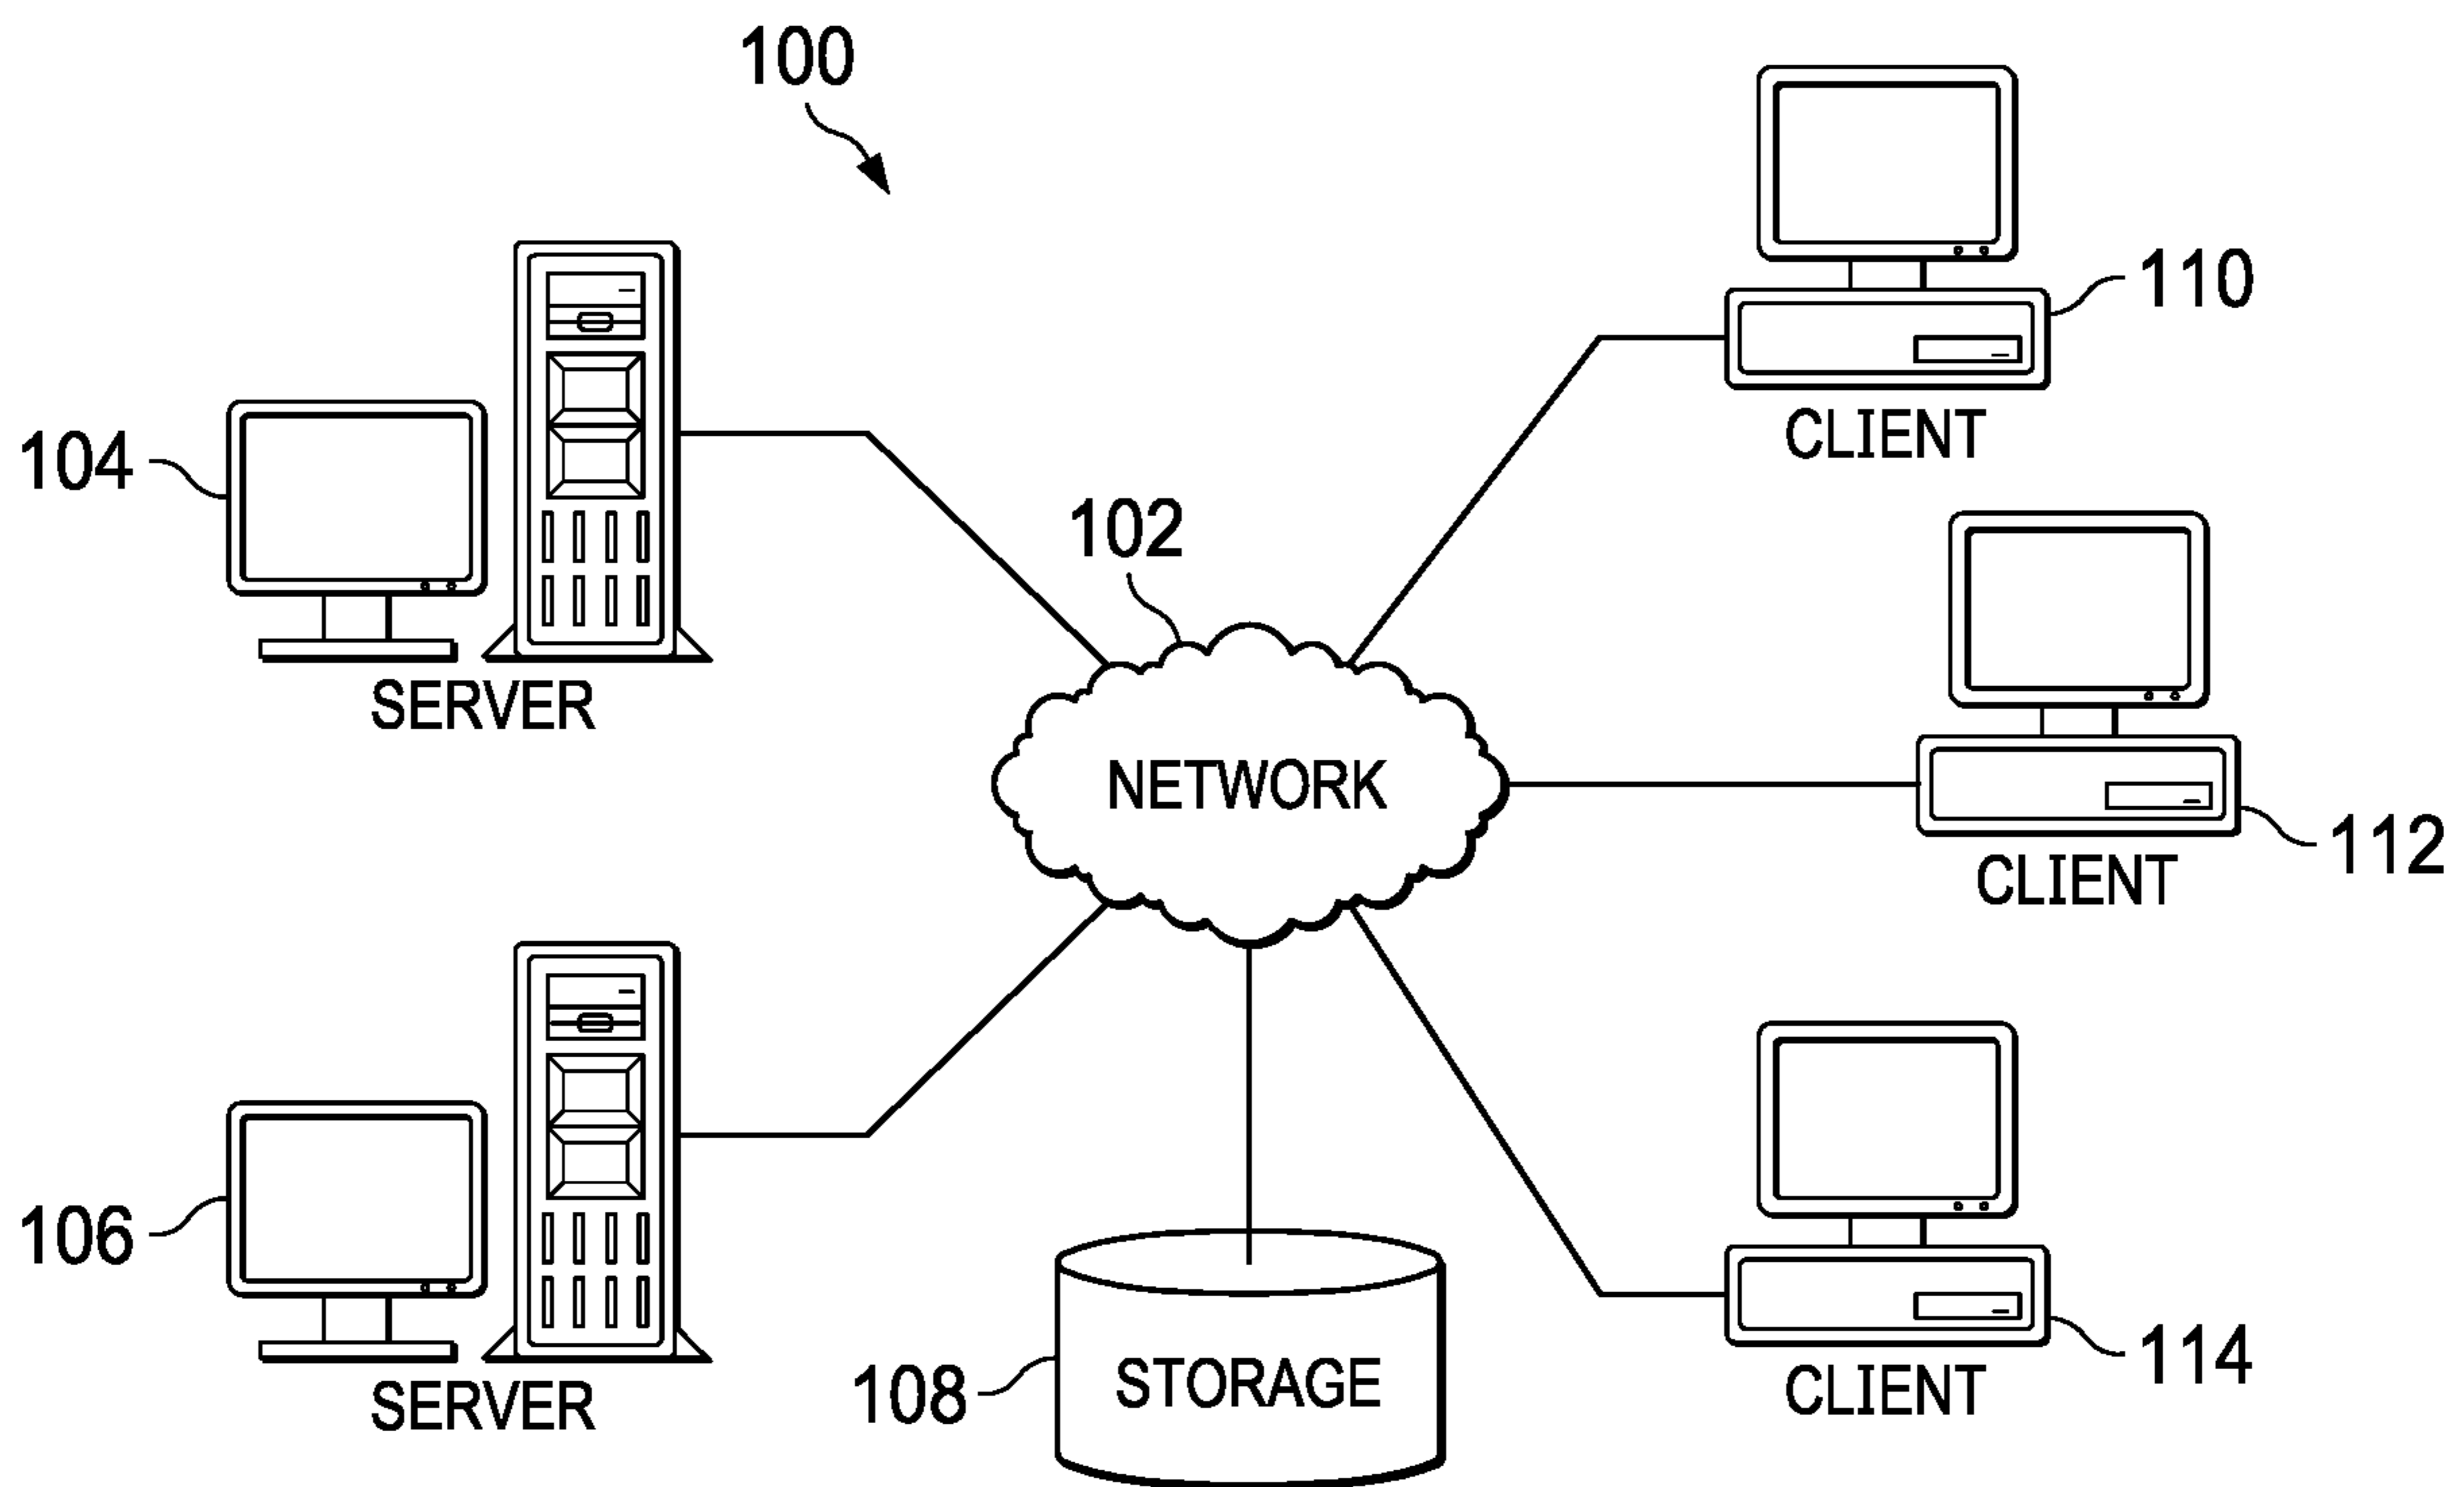 100
110
CLIENT
104
SERVER
102
NETWORK
112
CLIENT
106
SERVER
108
STORAGE
114
CLIENT